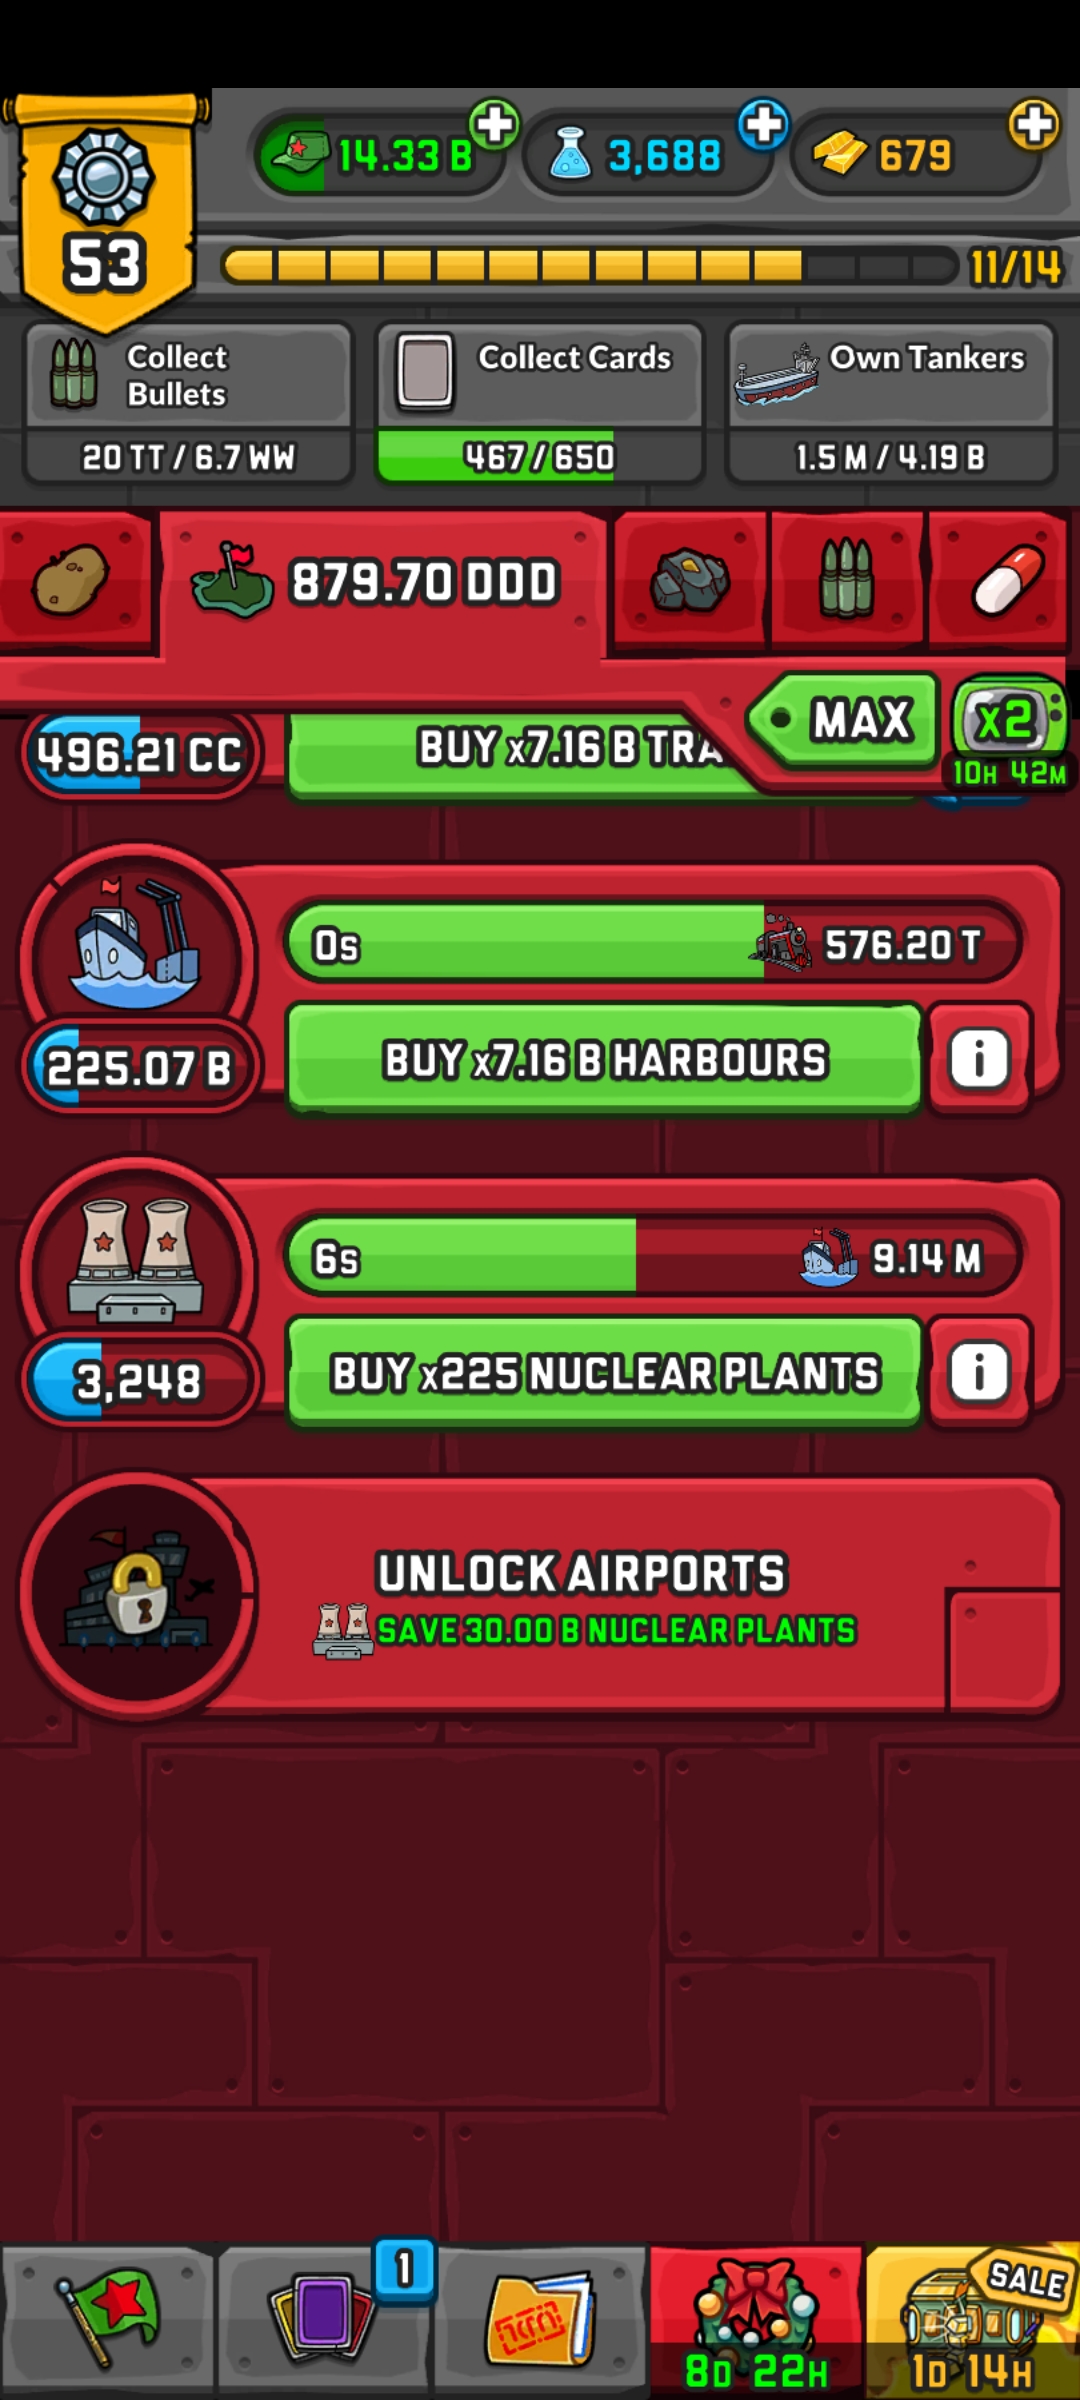 14.33 B
3,688
679
53
11/14
Collect
Bullets
Collect Cards
Own Tankers
20 TT / 6.7 WW
467/650
1.5 M / 4.19 B
879.70 DDD
MAX
x2
10H 42M
496.21 CC
BUY x7.16 B TRA
0s
576.20 T
225.07 B
BUY x7.16 B HARBOURS
i
6s
9.14 M
3,248
BUY x225 NUCLEAR PLANTS
i
UNLOCK AIRPORTS
SAVE 30.00 B NUCLEAR PLANTS
1
SALE
8D 22H
1D 14H